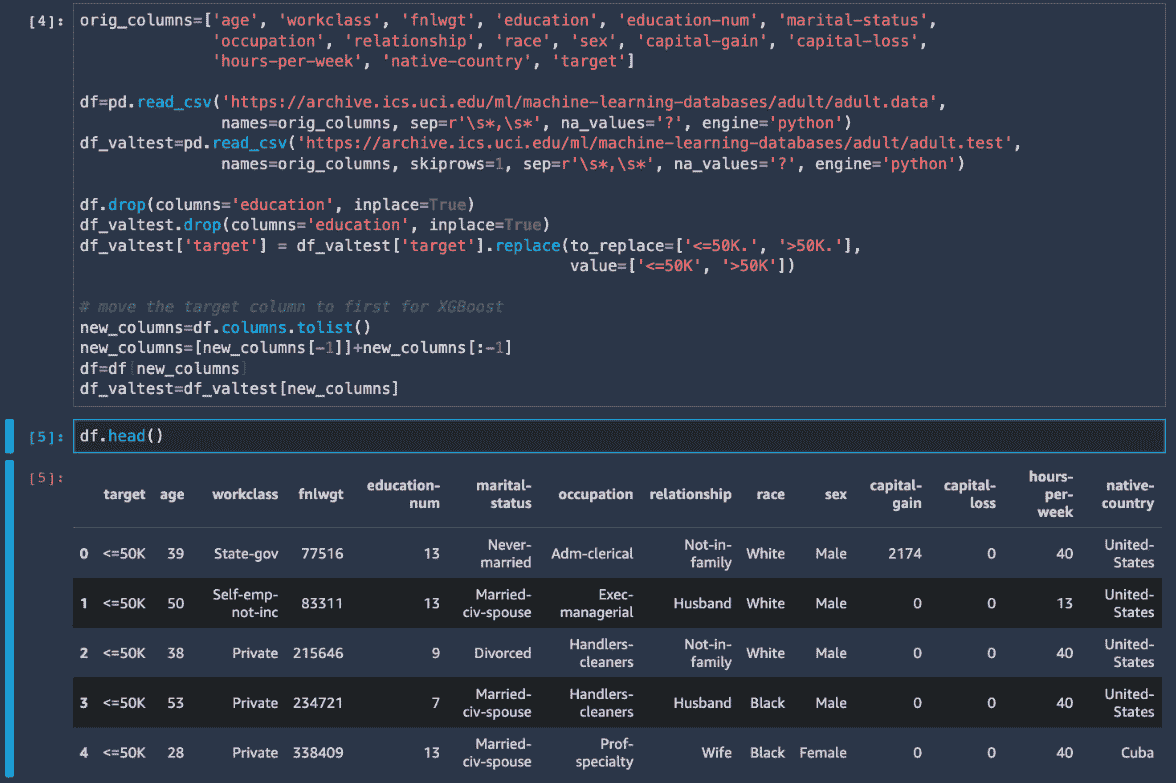 [4]: orig_columns=['age', 'workclass', 'fnlwgt', 'education', 'education-num', 'marital-status',
'occupation', 'relationship', 'race', 'sex', 'capital-gain', 'capital-loss',
'hours-per-week', 'native-country', 'target']
df=pd.read_csv('https://archive.ics.uci.edu/ml/machine-learning-databases/adult/adult.data',
names=orig_columns, sep=r'\s*,\s*', na_values='?', engine='python')
df_valtest=pd.read_csv('https://archive.ics.uci.edu/ml/machine-learning-databases/adult/adult.test',
names=orig_columns, skiprows=1, sep=r'\s*,\s*', na_values='?', engine='python')
df.drop(columns='education', inplace=True)
df_valtest.drop(columns='education', inplace=True)
df_valtest['target'] = df_valtest['target'].replace(to_replace=['<=50K.', '>50K.'],
value=['<=50K', '>50K'])
# move the target column to first for XGBoost
new_columns=df.columns.tolist()
new_columns=[new_columns[-1]]+new_columns[:-1]
df=df[new_columns]
df_valtest=df_valtest[new_columns]
[5]: df.head()
[5]:
target age workclass fnlwgt education-num marital-status occupation relationship race sex capital-gain capital-loss hours-per-week native-country
0 <=50K 39 State-gov 77516 13 Never-married Adm-clerical Not-in-family White Male 2174 0 40 United-States
1 <=50K 50 Self-emp-not-inc 83311 13 Married-civ-spouse Exec-managerial Husband White Male 0 0 13 United-States
2 <=50K 38 Private 215646 9 Divorced Handlers-cleaners Not-in-family White Male 0 0 40 United-States
3 <=50K 53 Private 234721 7 Married-civ-spouse Handlers-cleaners Husband Black Male 0 0 40 United-States
4 <=50K 28 Private 338409 13 Married-civ-spouse Prof-specialty Wife Black Female 0 0 40 Cuba